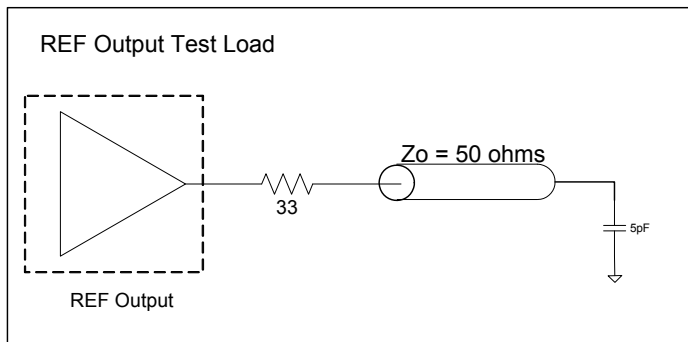 REF Output Test Load
Zo = 50 ohms
33
5pF
REF Output